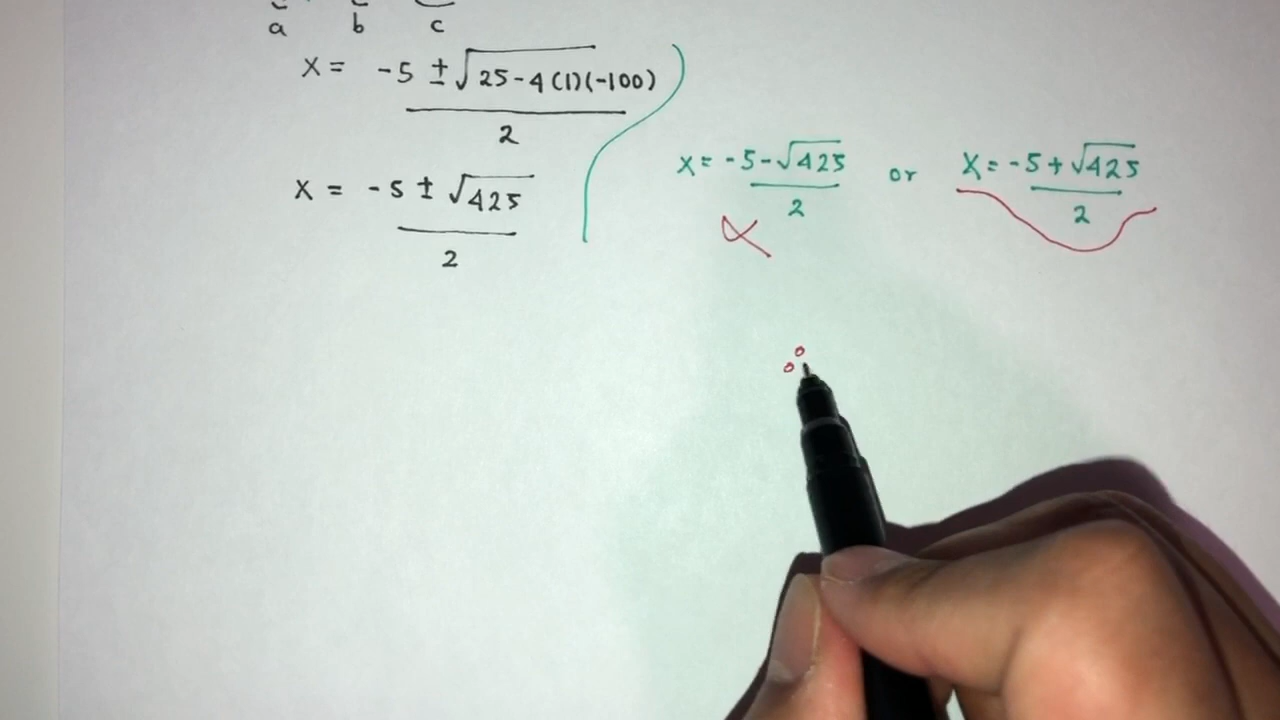 a b c
x = -5 ± √25-4(1)(-100)
2
x = -5 ± √425
2
x = -5-√425 or x = -5+√425
2 2